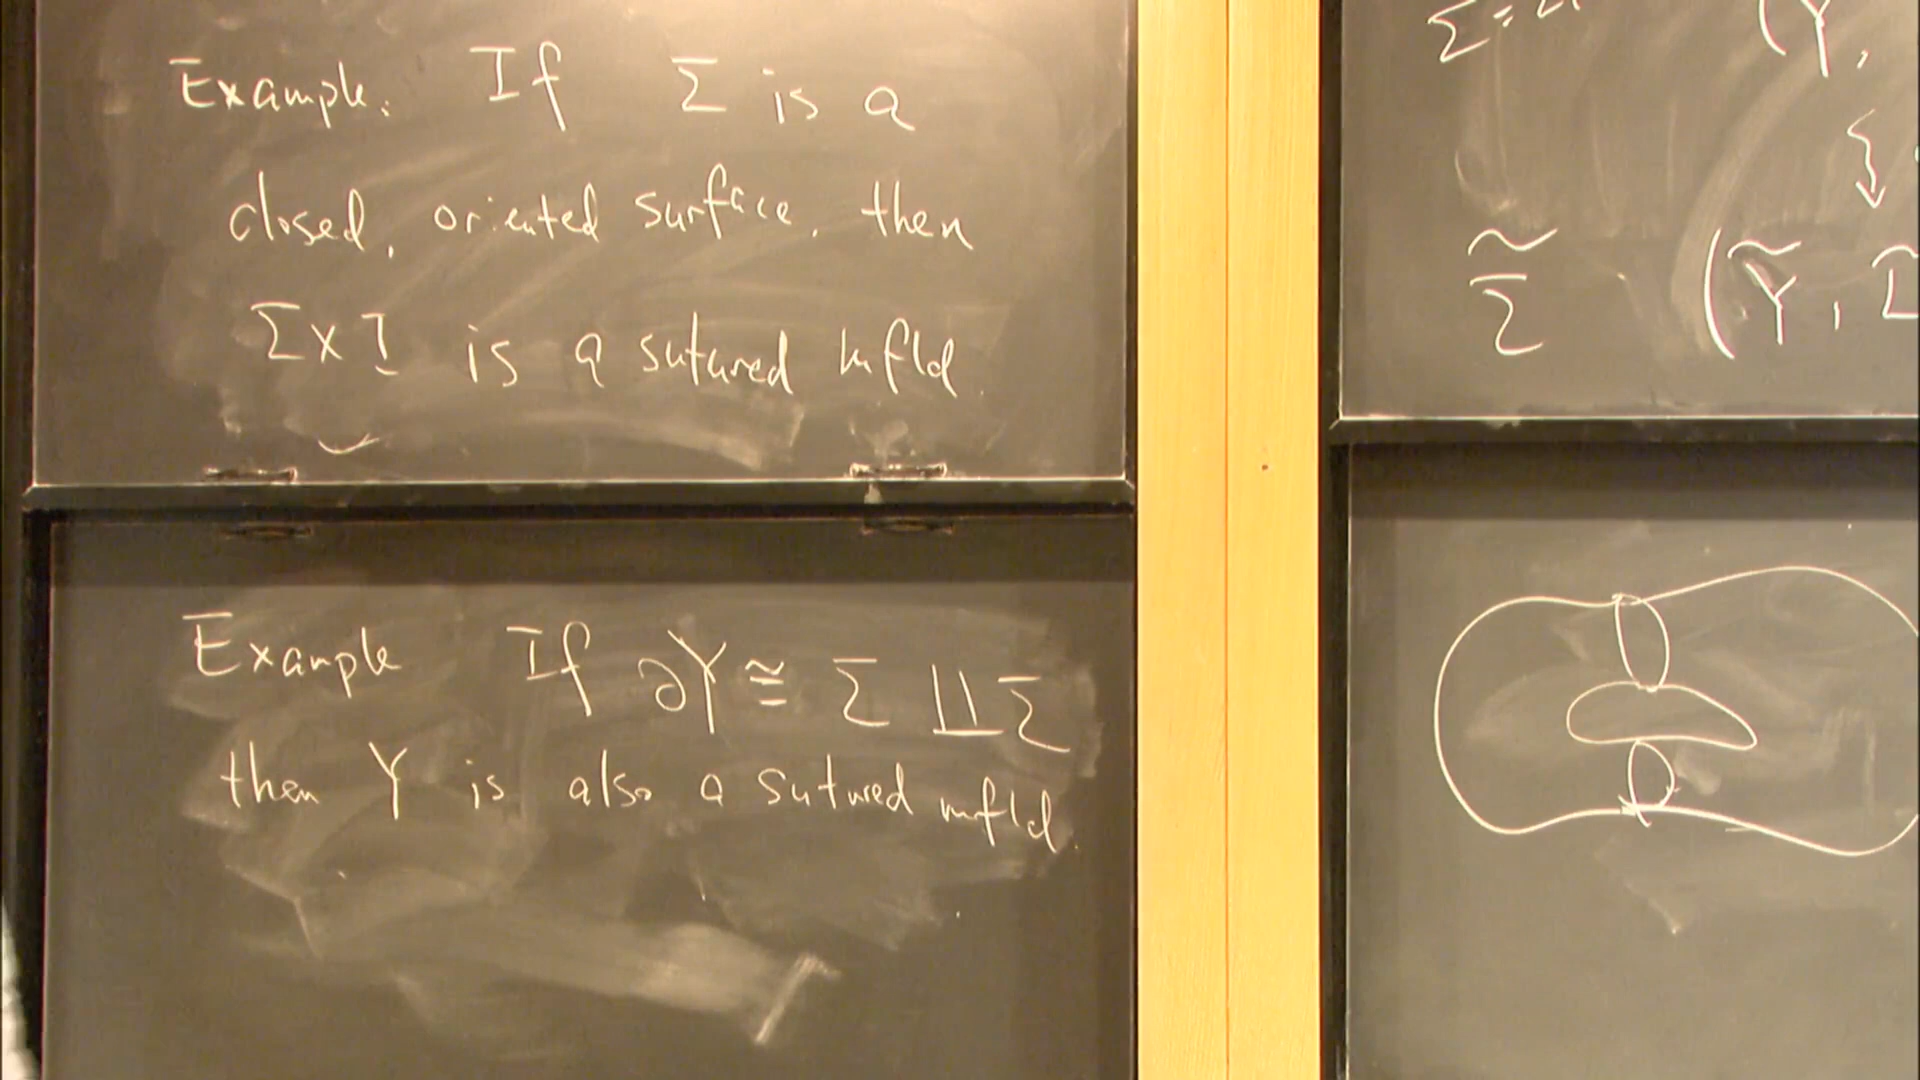 Example. If Σ is a
closed, oriented surface, then
Σ×I is a sutured mfld.
Example If ∂Y ≅ Σ ⨿ Σ
then Y is also a sutured mfld.
(Y,
Σ̃ (Ỹ, Σ̃